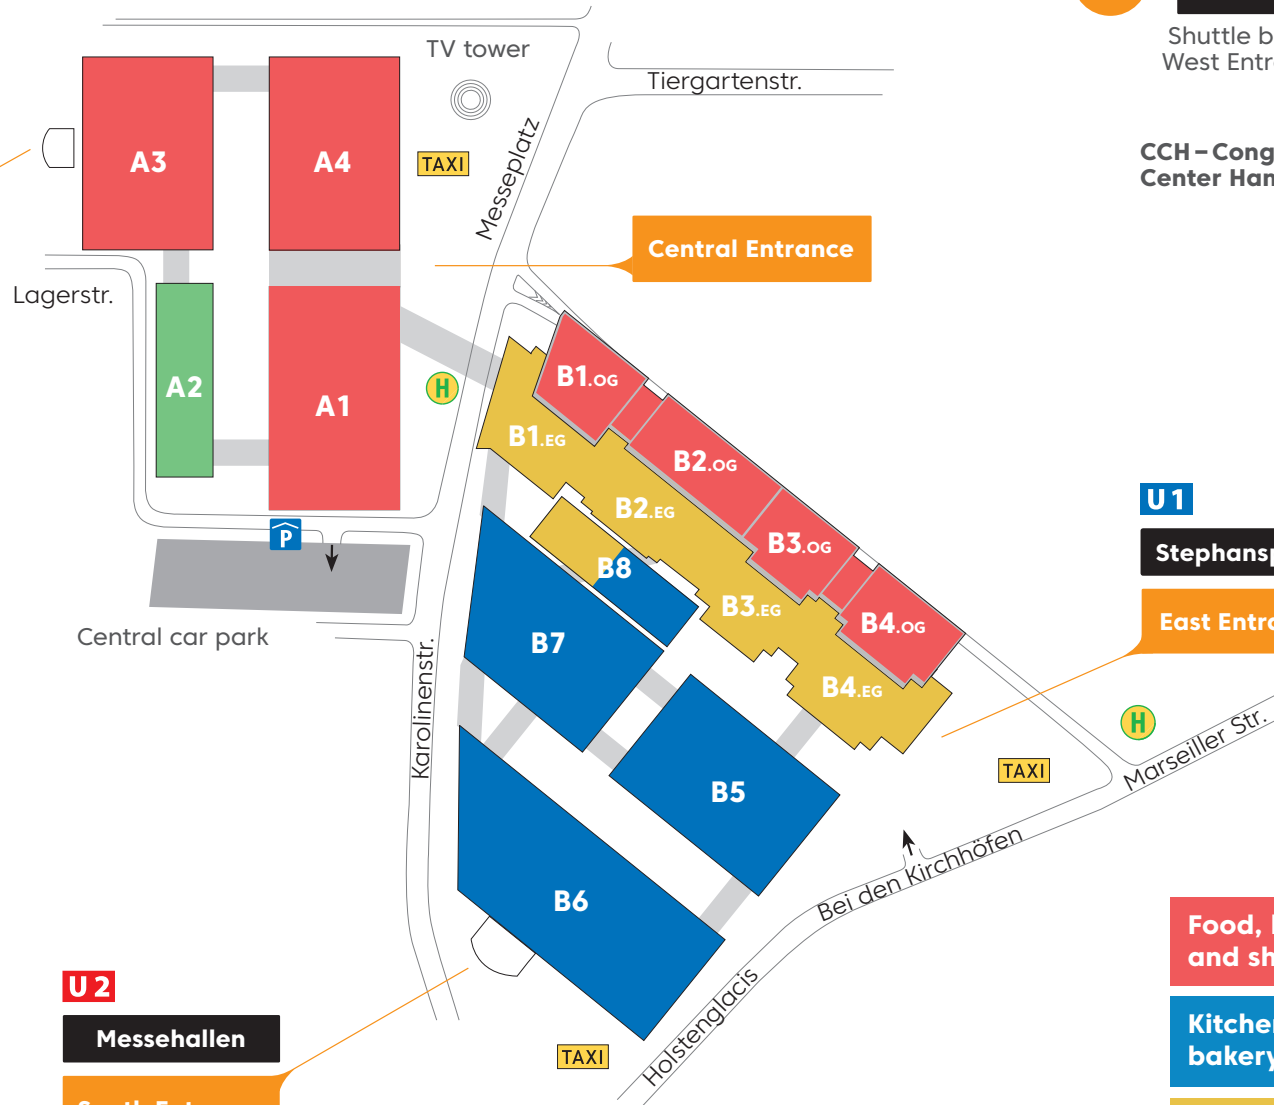 Shuttle b
West Entr
CCH – Cong
Center Han
TV tower
Tiergartenstr.
Messeplatz
A3
A4
TAXI
Central Entrance
Lagerstr.
A2
A1
H
B1.OG
B1.EG
B2.OG
B2.EG
B3.OG
B3.EG
B4.OG
B4.EG
B8
B7
B5
B6
P
Central car park
Karolinenstr.
U1
Stephansp
East Entra
H
Marseiller Str.
TAXI
Bei den Kirchhöfen
Holstenglacis
TAXI
U2
Messehallen
Food,
and sh
Kitchen
bakery